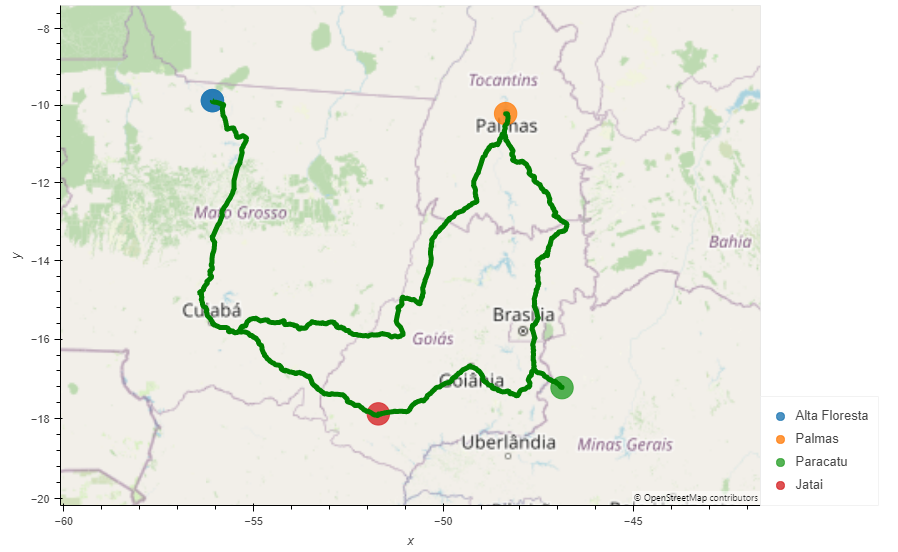 −8
Tocantins
−10
Palmas
−12
Mato Grosso
Bahia
−14
y
Cuiabá
Brasília
−16
Goiás
Goiânia
−18
Uberlândia
Minas Gerais
−20
© OpenStreetMap contributors
−60
−55
−50
−45
x
Alta Floresta
Palmas
Paracatu
Jatai